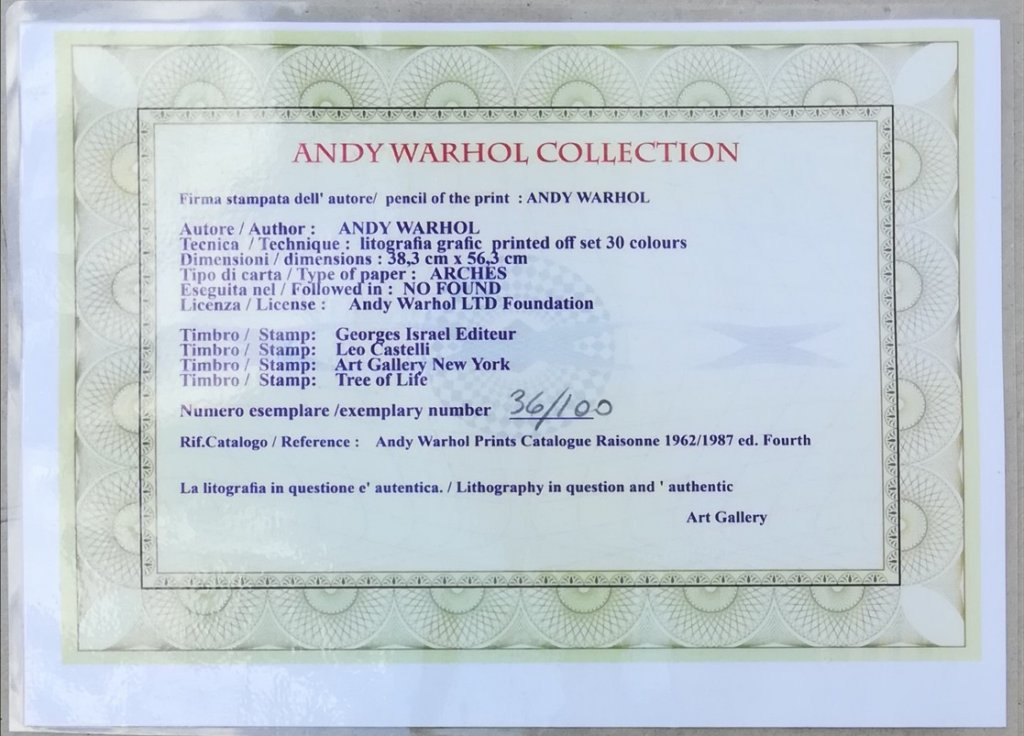 ANDY WARHOL COLLECTION
Firma stampata dell' autore/ pencil of the print : ANDY WARHOL
Autore / Author : ANDY WARHOL
Tecnica / Technique : litografia grafic printed off set 30 colours
Dimensioni / dimensions : 38,3 cm x 56,3 cm
Tipo di carta / Type of paper : ARCHES
Eseguita nel / Followed in : NO FOUND
Licenza / License : Andy Warhol LTD Foundation
Timbro / Stamp: Georges Israel Editeur
Timbro / Stamp: Leo Castelli
Timbro / Stamp: Art Gallery New York
Timbro / Stamp: Tree of Life
Numero esemplare /exemplary number 36/100
Rif.Catalogo / Reference : Andy Warhol Prints Catalogue Raisonne 1962/1987 ed. Fourth
La litografia in questione e' autentica. / Lithography in question and ' authentic
Art Gallery